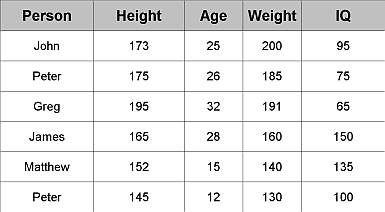 Person Height Age Weight IQ
John 173 25 200 95
Peter 175 26 185 75
Greg 195 32 191 65
James 165 28 160 150
Matthew 152 15 140 135
Peter 145 12 130 100